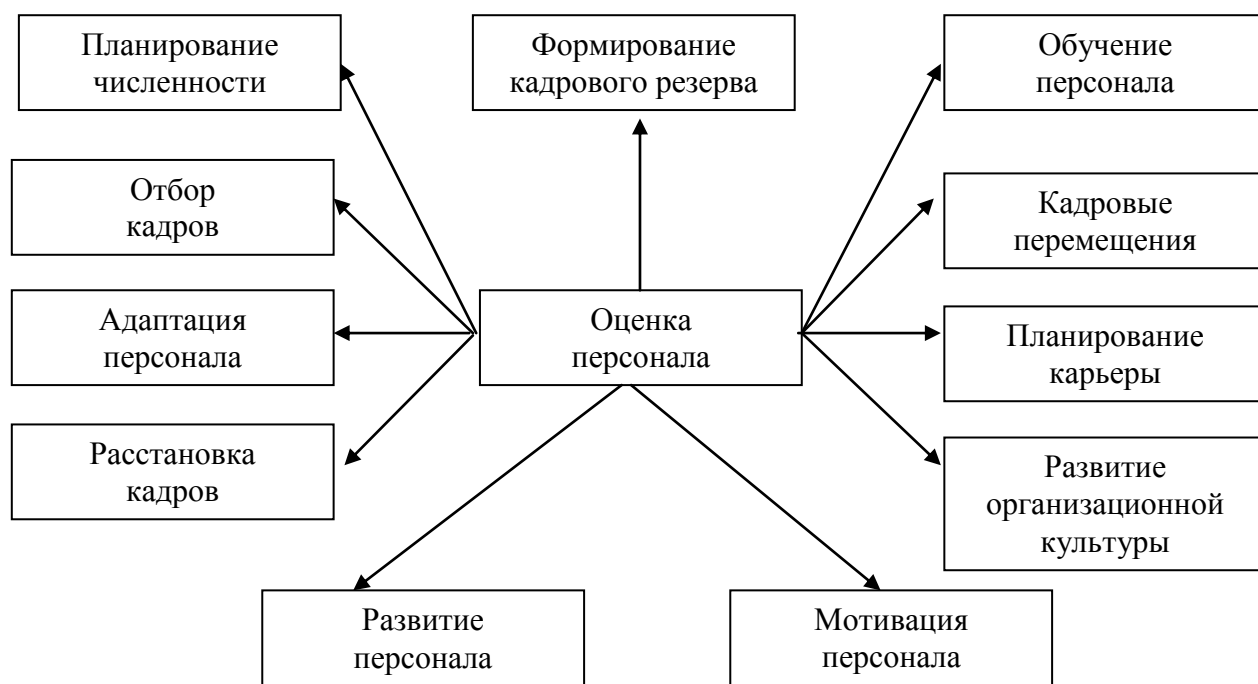 Планирование
численности
Формирование
кадрового резерва
Обучение
персонала
Отбор
кадров
Кадровые
перемещения
Адаптация
персонала
Оценка
персонала
Планирование
карьеры
Расстановка
кадров
Развитие
организационной
культуры
Развитие
персонала
Мотивация
персонала